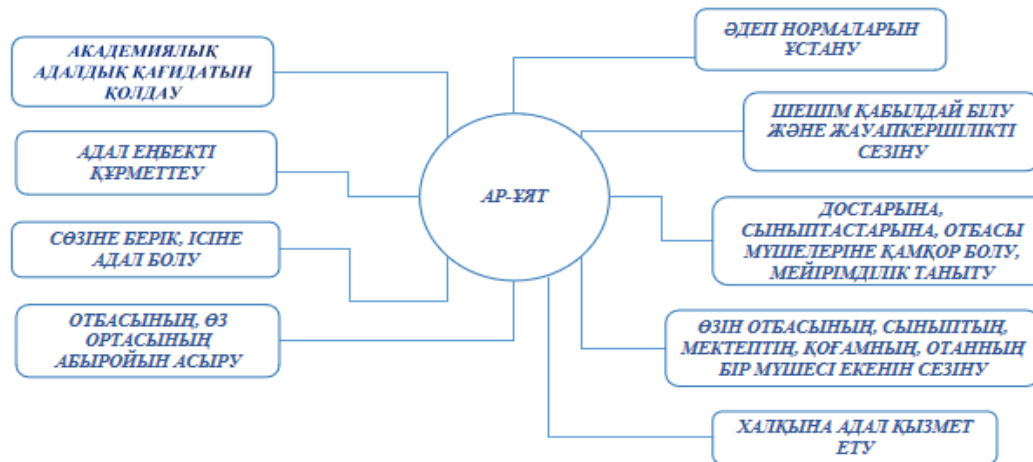 АКАДЕМИЯЛЫҚ
АДАЛДЫҚ ҚАҒИДАТЫН
ҚОЛДАУ
АДАЛ ЕҢБЕКТІ
ҚҰРМЕТТЕУ
СӨЗІНЕ БЕРІК, ІСІНЕ
АДАЛ БОЛУ
ОТБАСЫНЫҢ, ӨЗ
ОРТАСЫНЫҢ
АБЫРОЙЫН АСЫРУ
АР-ҰЯТ
ӘДЕП НОРМАЛАРЫН
ҰСТАНУ
ШЕШІМ ҚАБЫЛДАЙ БІЛУ
ЖӘНЕ ЖАУАПКЕРШІЛІКТІ
СЕЗІНУ
ДОСТАРЫНА,
СЫНЫПТАСТАРЫНА, ОТБАСЫ
МҮШЕЛЕРІНЕ ҚАМҚОР БОЛУ,
МЕЙІРІМДІЛІК ТАНЫТУ
ӨЗІН ОТБАСЫНЫҢ, СЫНЫПТЫҢ,
МЕКТЕПТІҢ, ҚОҒАМНЫҢ, ОТАННЫҢ
БІР МҮШЕСІ ЕКЕНІН СЕЗІНУ
ХАЛҚЫНА АДАЛ ҚЫЗМЕТ
ЕТУ